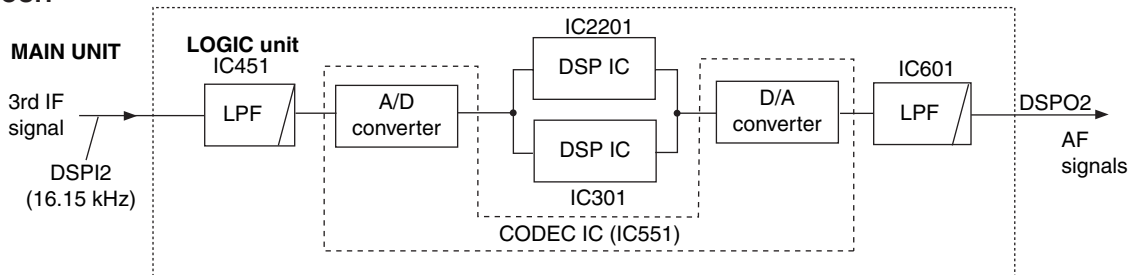 MAIN UNIT
LOGIC unit
IC451
LPF
3rd IF
signal
DSPI2
(16.15 kHz)
A/D
converter
IC2201
DSP IC
DSP IC
IC301
D/A
converter
CODEC IC (IC551)
IC601
LPF
DSPO2
AF
signals